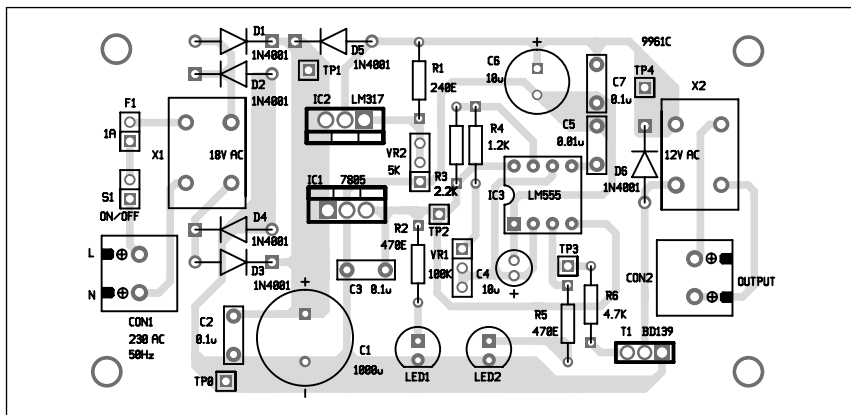 D1
1N4001
D5
1N4001
9961C
D2
1N4001
TP1
R1
240E
C6
10u
C7
0.1u
TP4
X2
F1
1A
X1
18V AC
IC2 LM317
VR2
5K
R4
1.2K
C5
0.01u
12V AC
S1
ON/OFF
IC1 7805
R3
2.2K
IC3
LM555
D6
1N4001
D4
1N4001
R2
470E
TP2
VR1
100K
TP3
L
N
D3
1N4001
C3 0.1u
C4
10u
CON2
OUTPUT
CON1
230 AC
50Hz
C2
0.1u
C1
1000u
R5
470E
R6
4.7K
T1 BD139
TP0
LED1
LED2